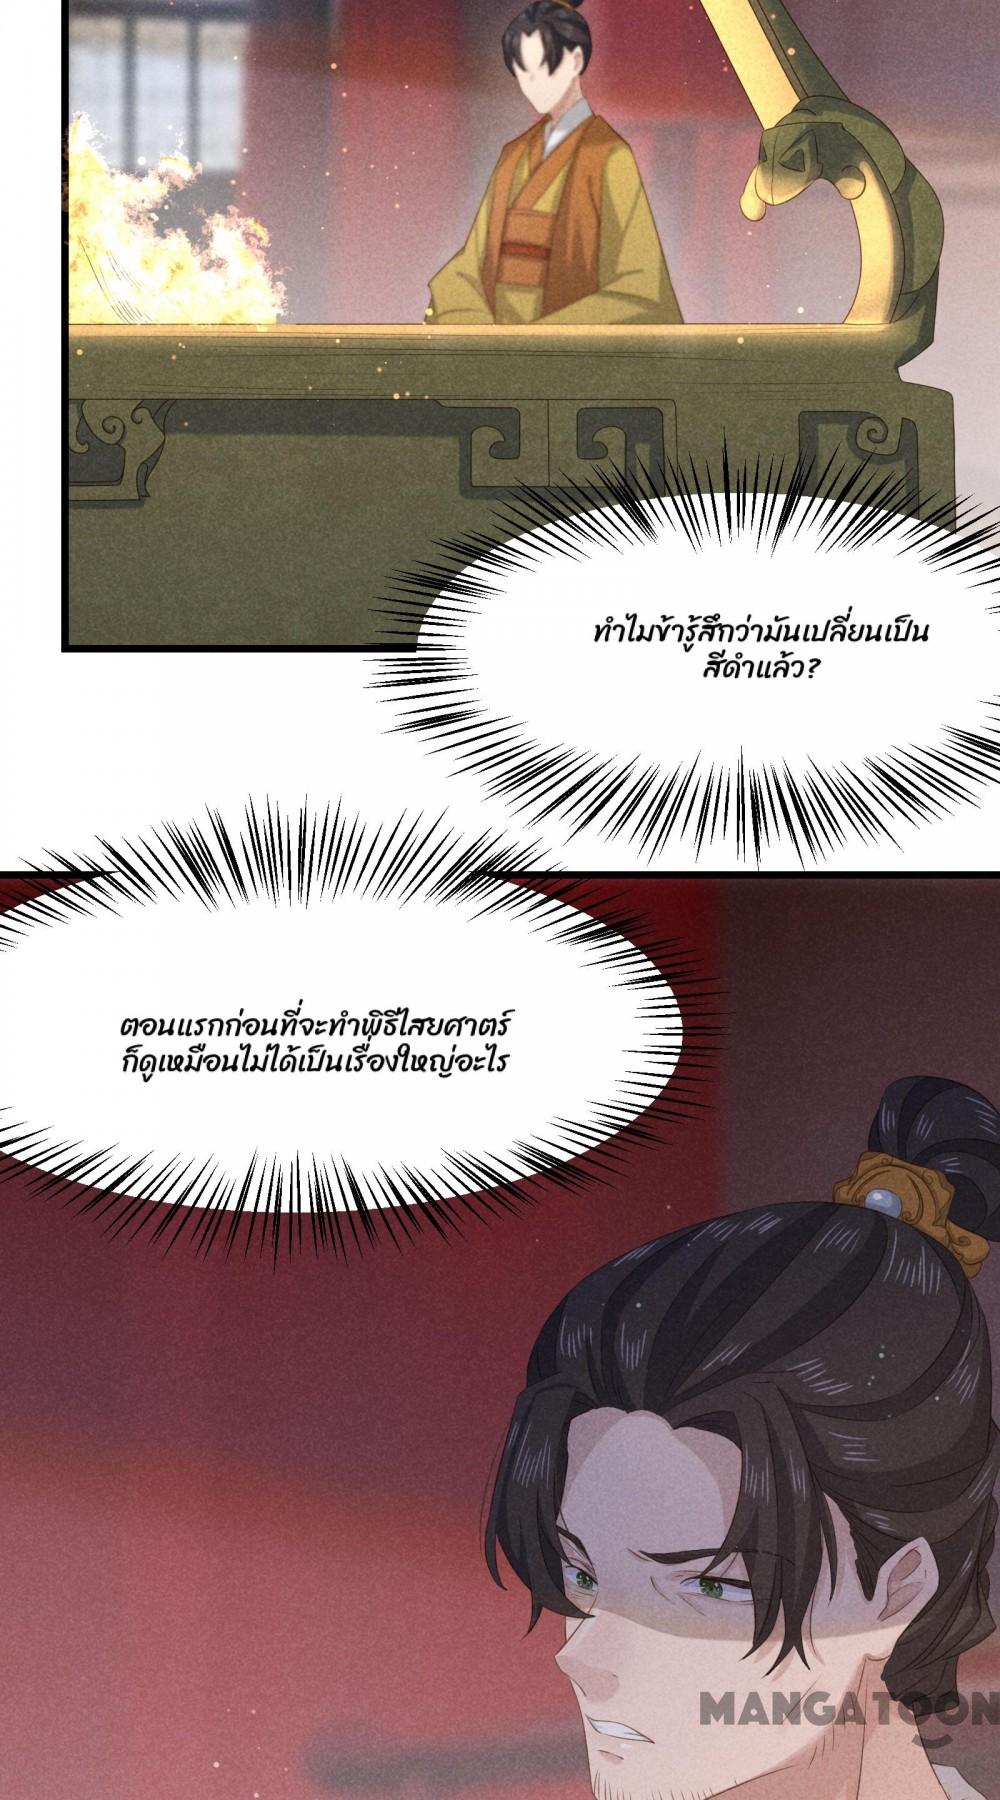 ทำไมข้ารู้สึกว่ามันเปลี่ยนเป็น
สีดำแล้ว?
ตอนแรกก่อนที่จะทำพิธีไสยศาตร์
ก็ดูเหมือนไม่ได้เป็นเรื่องใหญ่อะไร
MANGATOON